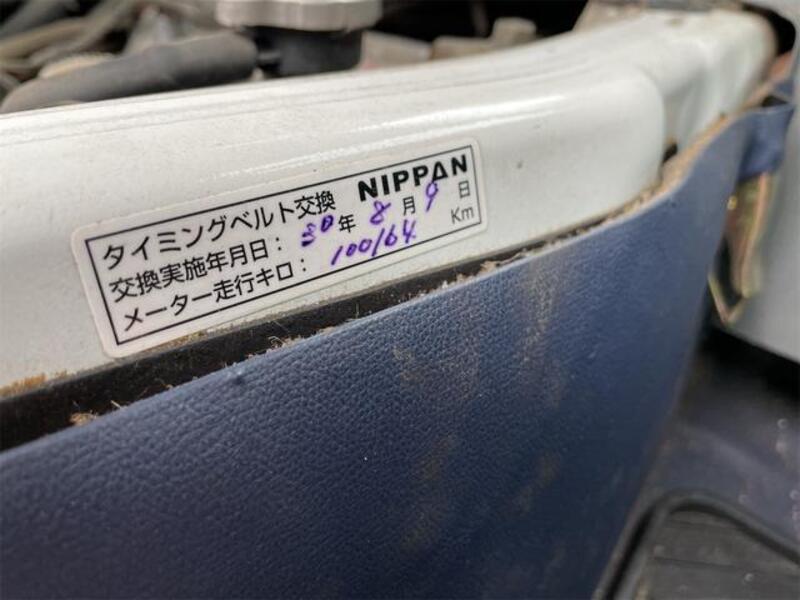 NIPPAN
タイミングベルト交換
交換実施年月日： 30年 8月 9日
メーター走行キロ： 100164 Km